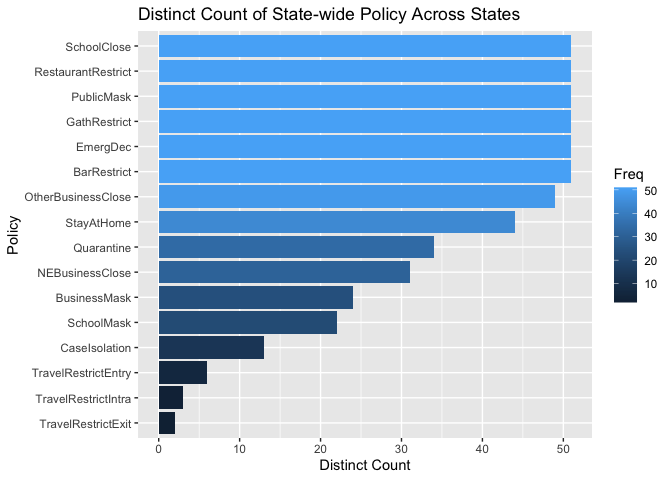 Distinct Count of State-wide Policy Across States
SchoolClose
RestaurantRestrict
PublicMask
GathRestrict
EmergDec
BarRestrict
OtherBusinessClose
StayAtHome
Quarantine
NEBusinessClose
BusinessMask
SchoolMask
CaseIsolation
TravelRestrictEntry
TravelRestrictIntra
TravelRestrictExit
Policy
0 10 20 30 40 50
Distinct Count
Freq
50
40
30
20
10